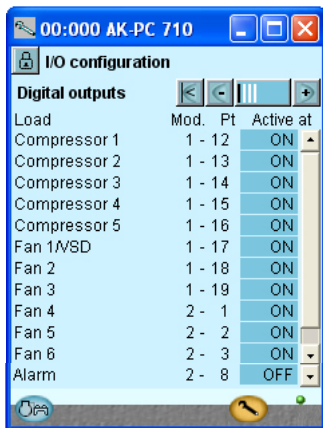 00:000 AK-PC 710
I/O configuration
Digital outputs
Load Mod. Pt Active at
Compressor 1 1 - 12 ON
Compressor 2 1 - 13 ON
Compressor 3 1 - 14 ON
Compressor 4 1 - 15 ON
Compressor 5 1 - 16 ON
Fan 1/VSD 1 - 17 ON
Fan 2 1 - 18 ON
Fan 3 1 - 19 ON
Fan 4 2 - 1 ON
Fan 5 2 - 2 ON
Fan 6 2 - 3 ON
Alarm 2 - 8 OFF